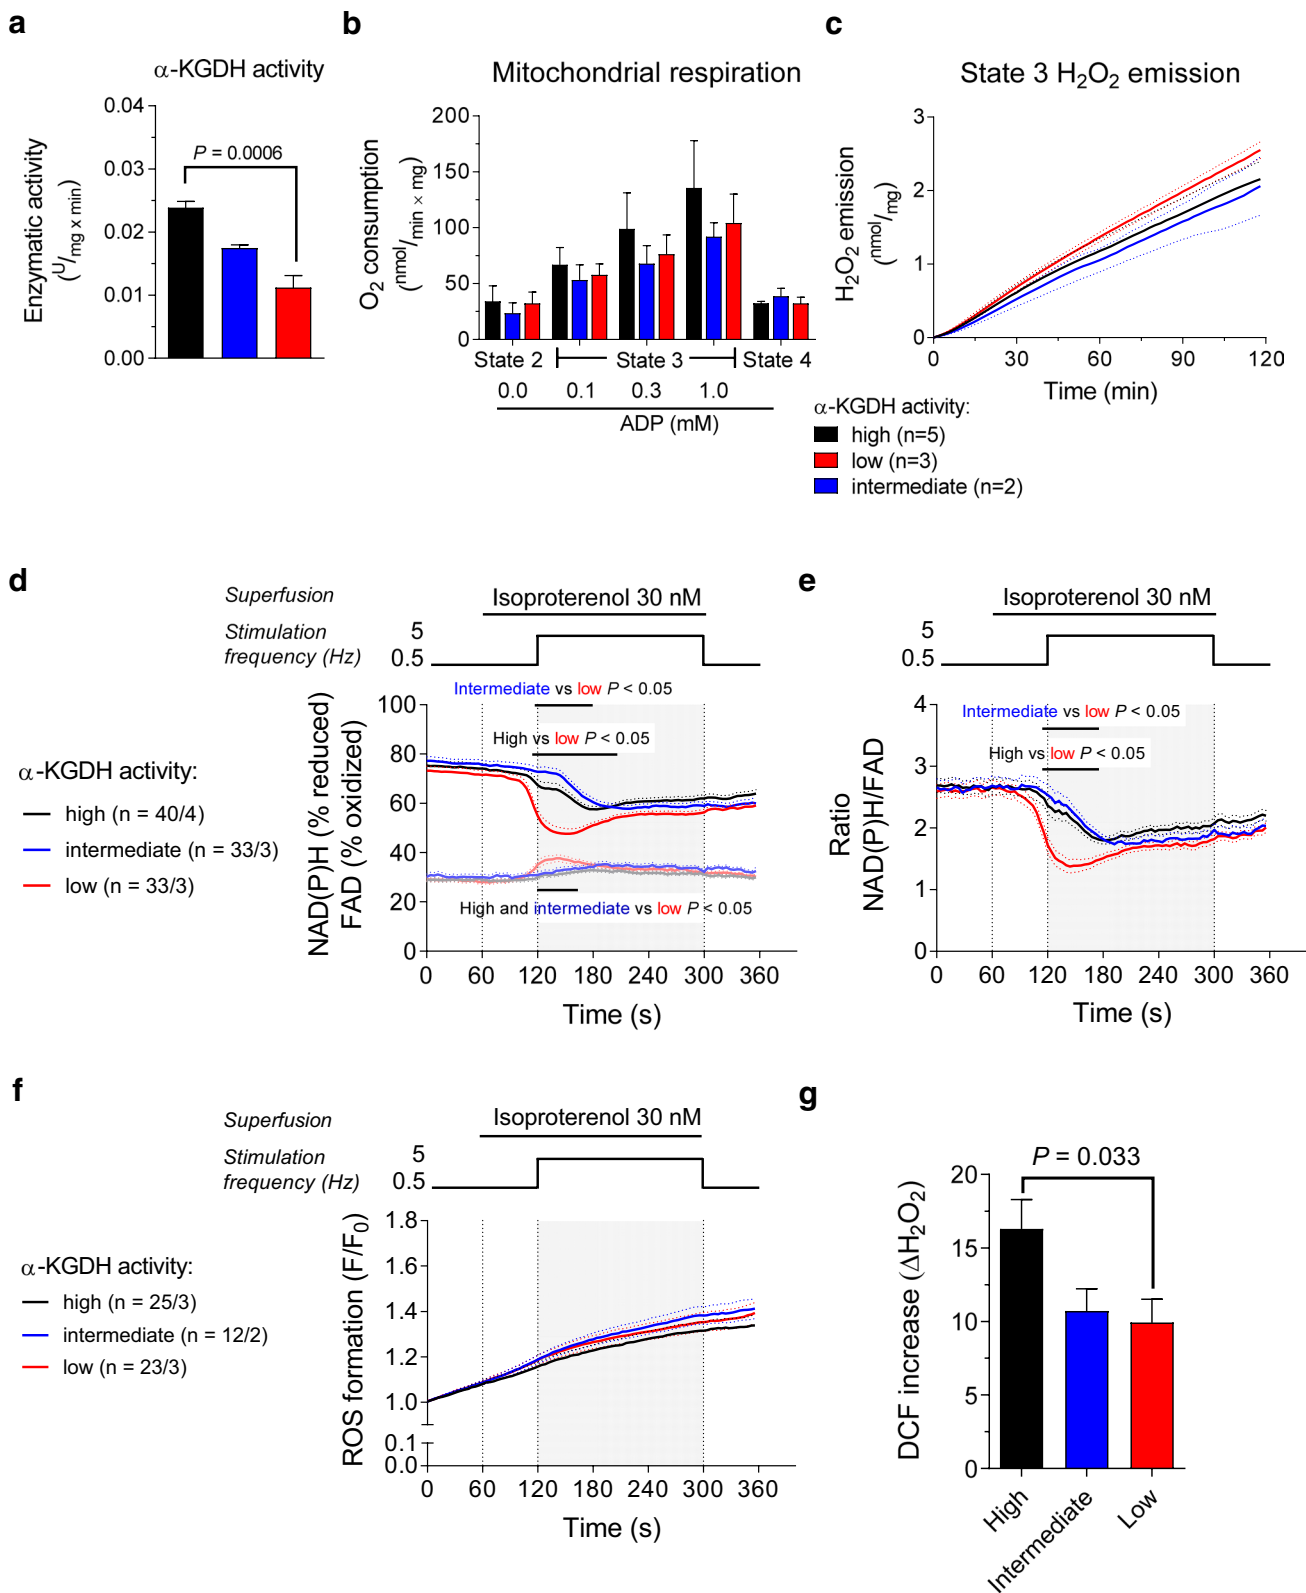 a
α-KGDH activity
Enzymatic activity
(U/mg x min)
0.04
0.03
0.02
0.01
0.00
P = 0.0006
b
Mitochondrial respiration
O2 consumption
(nmol/min × mg)
200
150
100
50
0
State 2 State 3 State 4
0.0 0.1 0.3 1.0
ADP (mM)
c
State 3 H2O2 emission
H2O2 emission
(nmol/mg)
3
2
1
0
0 30 60 90 120
Time (min)
α-KGDH activity:
high (n=5)
low (n=3)
intermediate (n=2)
d
Superfusion
Isoproterenol 30 nM
Stimulation
frequency (Hz)
5
0.5
α-KGDH activity:
high (n = 40/4)
intermediate (n = 33/3)
low (n = 33/3)
NAD(P)H (% reduced)
FAD (% oxidized)
100
80
60
40
20
0
Intermediate vs low P < 0.05
High vs low P < 0.05
High and intermediate vs low P < 0.05
0 60 120 180 240 300 360
Time (s)
e
Isoproterenol 30 nM
5
0.5
Ratio
NAD(P)H/FAD
4
3
2
1
0
Intermediate vs low P < 0.05
High vs low P < 0.05
0 60 120 180 240 300 360
Time (s)
f
Superfusion
Isoproterenol 30 nM
Stimulation
frequency (Hz)
5
0.5
α-KGDH activity:
high (n = 25/3)
intermediate (n = 12/2)
low (n = 23/3)
ROS formation (F/F0)
1.8
1.6
1.4
1.2
1.0
0.1
0.0
0 60 120 180 240 300 360
Time (s)
g
P = 0.033
DCF increase (ΔH2O2)
20
15
10
5
0
High
Intermediate
Low